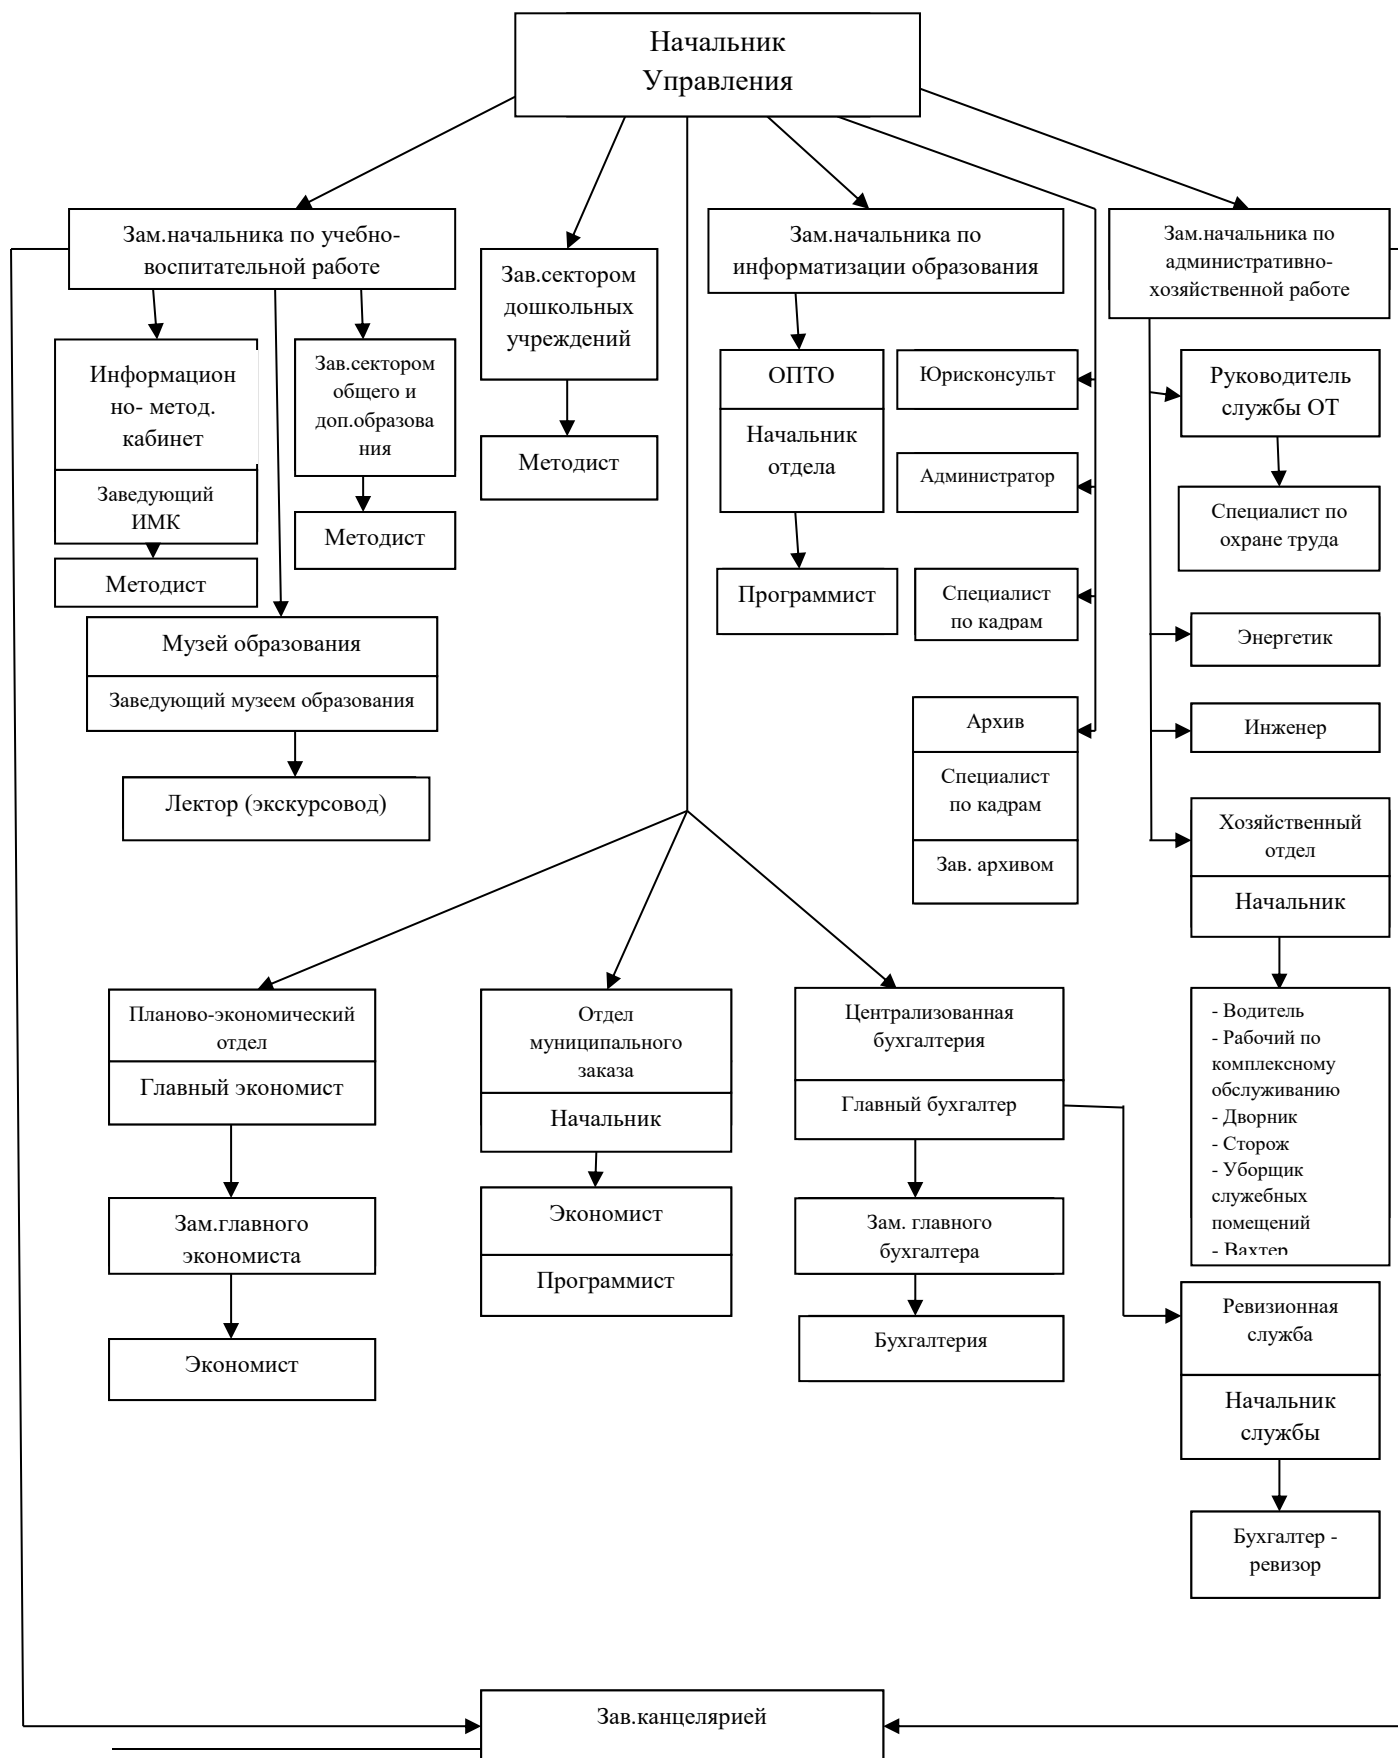 Начальник
Управления
Зам.начальника по учебно-
воспитательной работе
Зав.сектором
дошкольных
учреждений
Зам.начальника по
информатизации образования
Зам.начальника по
административно-
хозяйственной работе
Информацион
но- метод.
кабинет
Заведующий
ИМК
Методист
Зав.сектором
общего и
доп.образова
ния
Методист
Методист
ОПТО
Начальник
отдела
Программист
Юрисконсульт
Администратор
Специалист
по кадрам
Архив
Специалист
по кадрам
Зав. архивом
Руководитель
службы ОТ
Специалист по
охране труда
Энергетик
Инженер
Хозяйственный
отдел
Начальник
- Водитель
- Рабочий по
комплексному
обслуживанию
- Дворник
- Сторож
- Уборщик
служебных
помещений
- Вахтер
Музей образования
Заведующий музеем образования
Лектор (экскурсовод)
Планово-экономический
отдел
Главный экономист
Зам.главного
экономиста
Экономист
Отдел
муниципального
заказа
Начальник
Экономист
Программист
Централизованная
бухгалтерия
Главный бухгалтер
Зам. главного
бухгалтера
Бухгалтерия
Ревизионная
служба
Начальник
службы
Бухгалтер -
ревизор
Зав.канцелярией